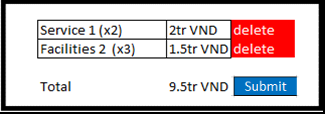 Service 1 (x2) 2tr VND delete
Facilities 2 (x3) 1.5tr VND delete
Total 9.5tr VND Submit